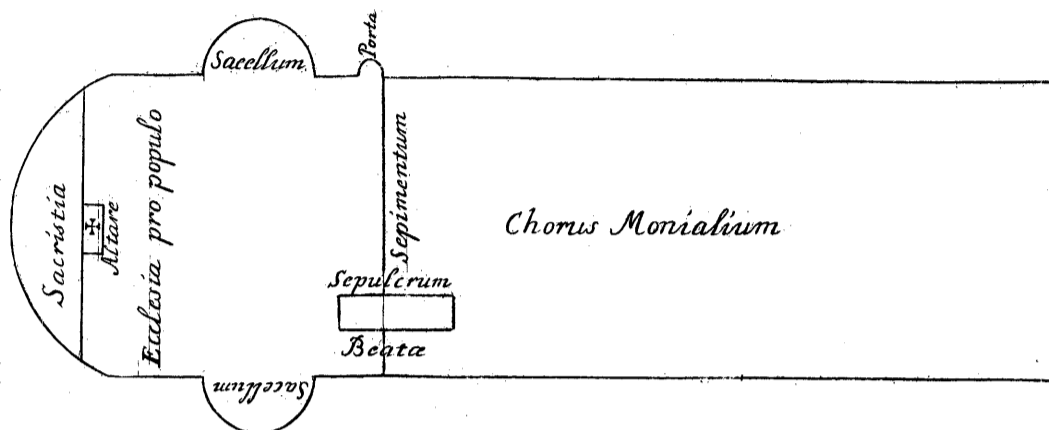 Sacellum
Porta
Sacristia
Altare
Ecclesia pro populo
Sepimentum
Chorus Monialium
Sepulcrum
Beatæ
Sacellum